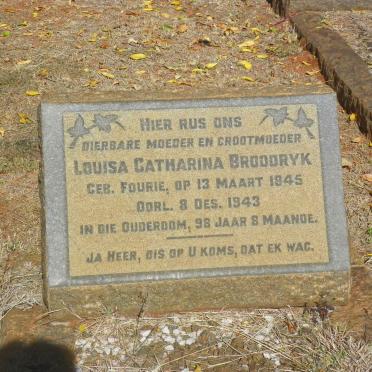 HIER RUS ONS
DIERBARE MOEDER EN GROOTMOEDER
LOUISA CATHARINA BROODRYK
GEB. FOURIE, OP 13 MAART 1845
OORL. 8 DES. 1943
IN DIE OUDERDOM, 98 JAAR 8 MAANDE.
JA HEER, DIS OP U KOMS, DAT EK WAG.